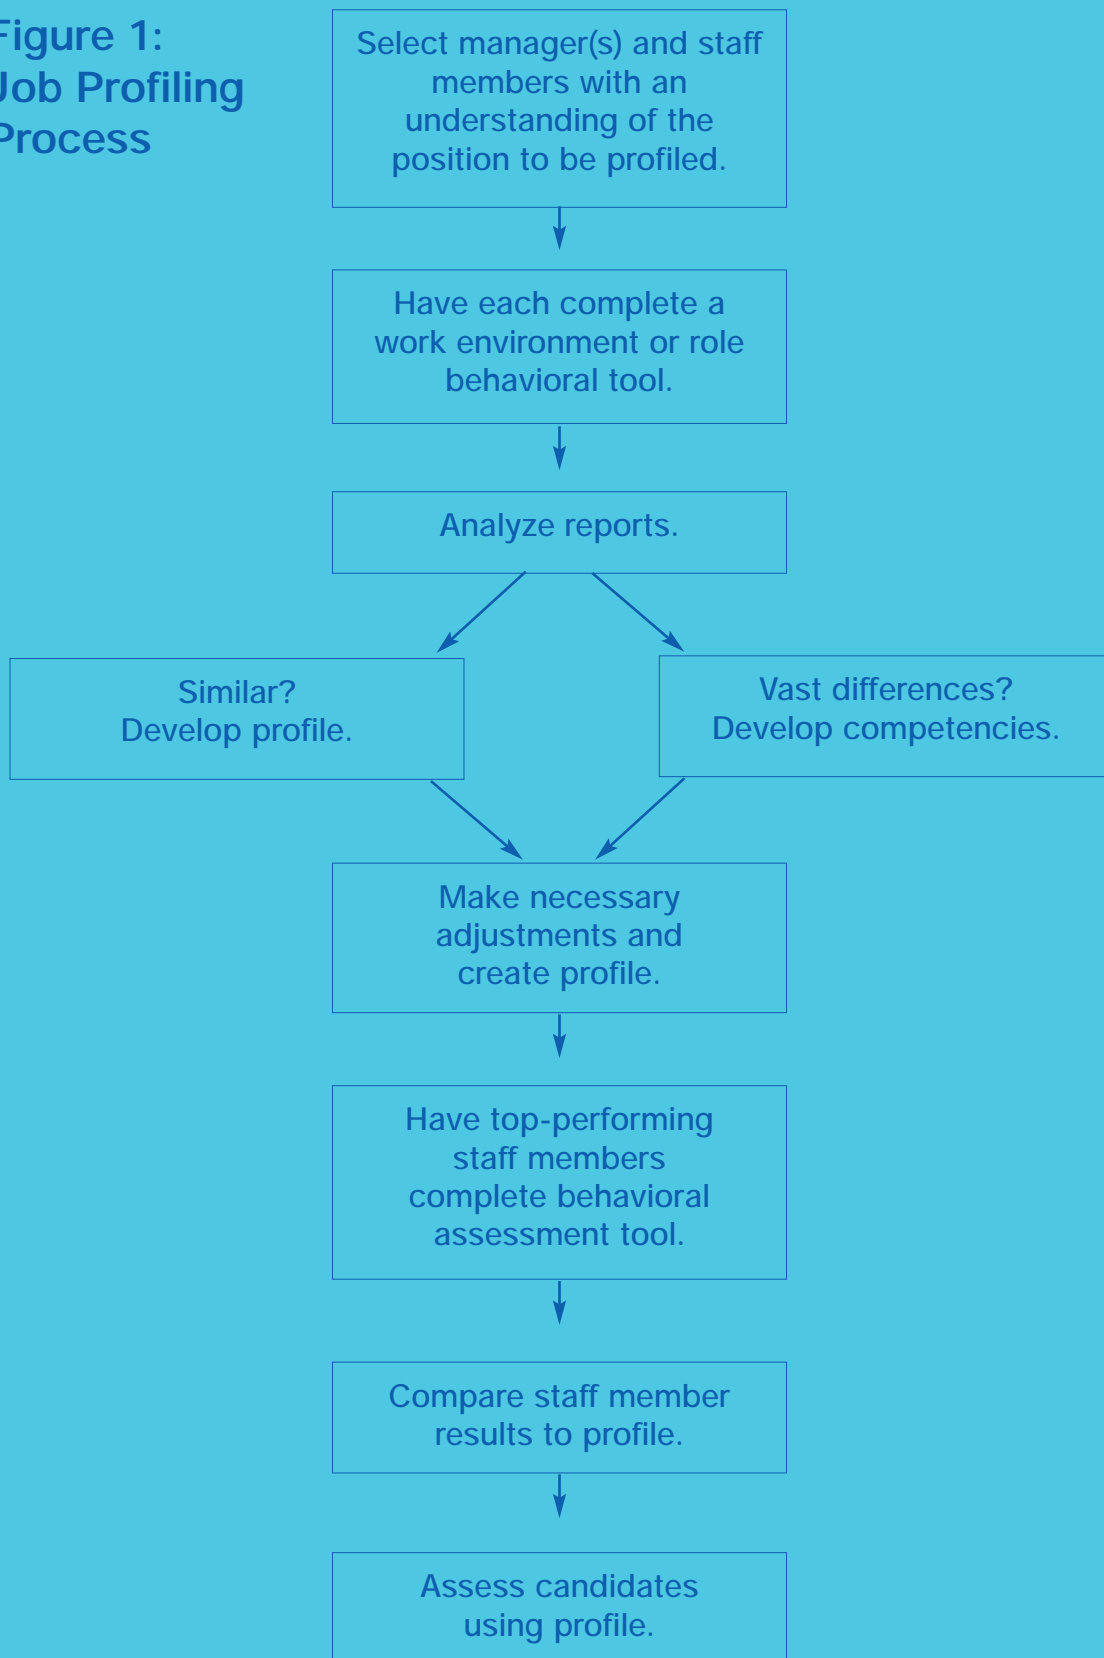 Figure 1:
Job Profiling
Process
Select manager(s) and staff
members with an
understanding of the
position to be profiled.
Have each complete a
work environment or role
behavioral tool.
Analyze reports.
Similar?
Develop profile.
Vast differences?
Develop competencies.
Make necessary
adjustments and
create profile.
Have top-performing
staff members
complete behavioral
assessment tool.
Compare staff member
results to profile.
Assess candidates
using profile.